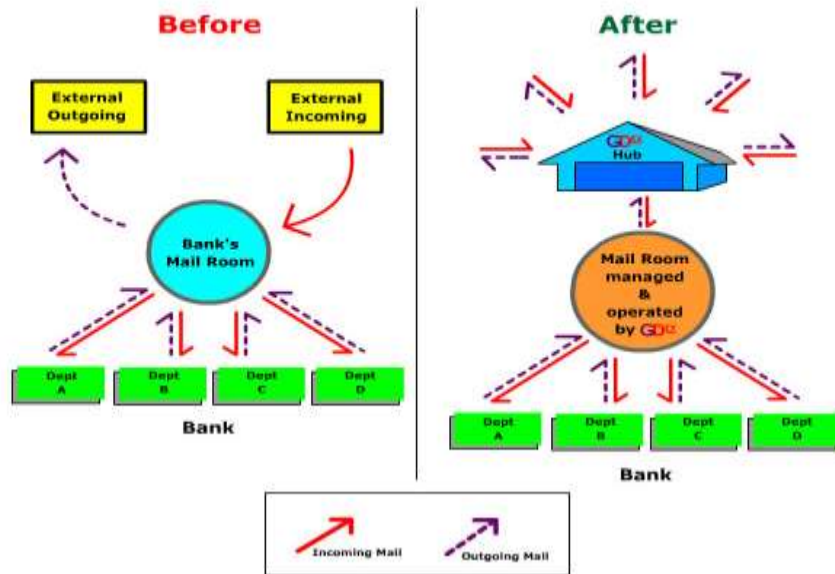 Before
External
Outgoing
External
Incoming
Bank's
Mail Room
Dept
A
Dept
B
Dept
C
Dept
D
Bank
After
Hub
Mail Room
managed
&
operated
by
Dept
A
Dept
B
Dept
C
Dept
D
Bank
Incoming Mail
Outgoing Mail